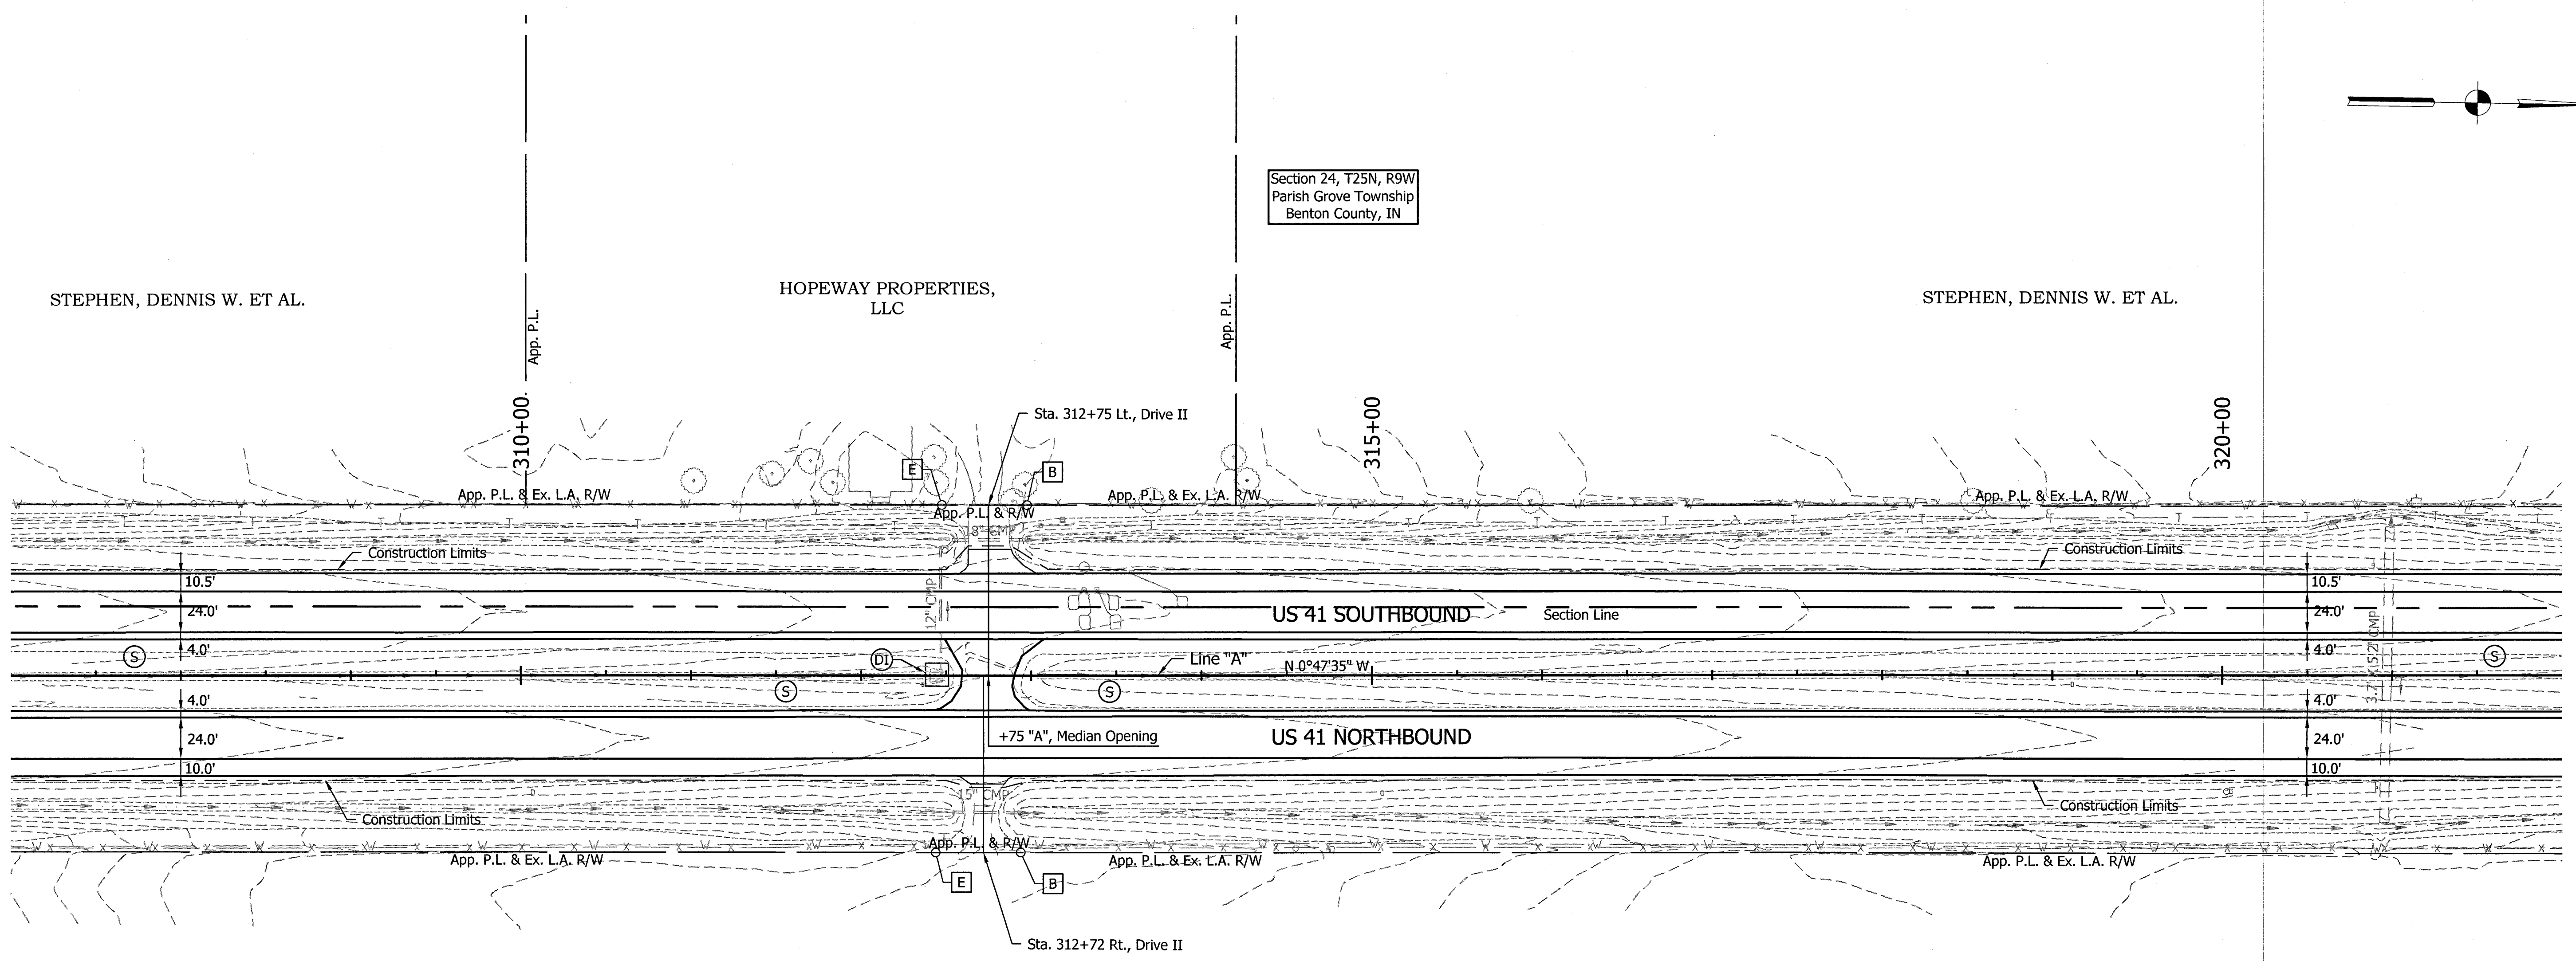 Section 24, T25N, R9W
Parish Grove Township
Benton County, IN
STEPHEN, DENNIS W. ET AL.
HOPEWAY PROPERTIES,
LLC
STEPHEN, DENNIS W. ET AL.
App. P.L.
App. P.L.
310+00
315+00
320+00
Sta. 312+75 Lt., Drive II
E
B
App. P.L. & Ex. L.A. R/W
App. P.L. & Ex. L.A. R/W
App. P.L. & Ex. L.A. R/W
App. P.L. & R/W
18" CMP
Construction Limits
Construction Limits
10.5'
10.5'
12" CMP
24.0'
US 41 SOUTHBOUND
Section Line
24.0'
4.0'
4.0'
3.7' X 5.2' CMP
S
DI
Line "A"
N 0°47'35" W
S
S
S
4.0'
4.0'
24.0'
+75 "A", Median Opening
US 41 NORTHBOUND
24.0'
10.0'
10.0'
15" CMP
Construction Limits
Construction Limits
App. P.L. & R/W
App. P.L. & Ex. L.A. R/W
App. P.L. & Ex. L.A. R/W
App. P.L. & Ex. L.A. R/W
E
B
Sta. 312+72 Rt., Drive II